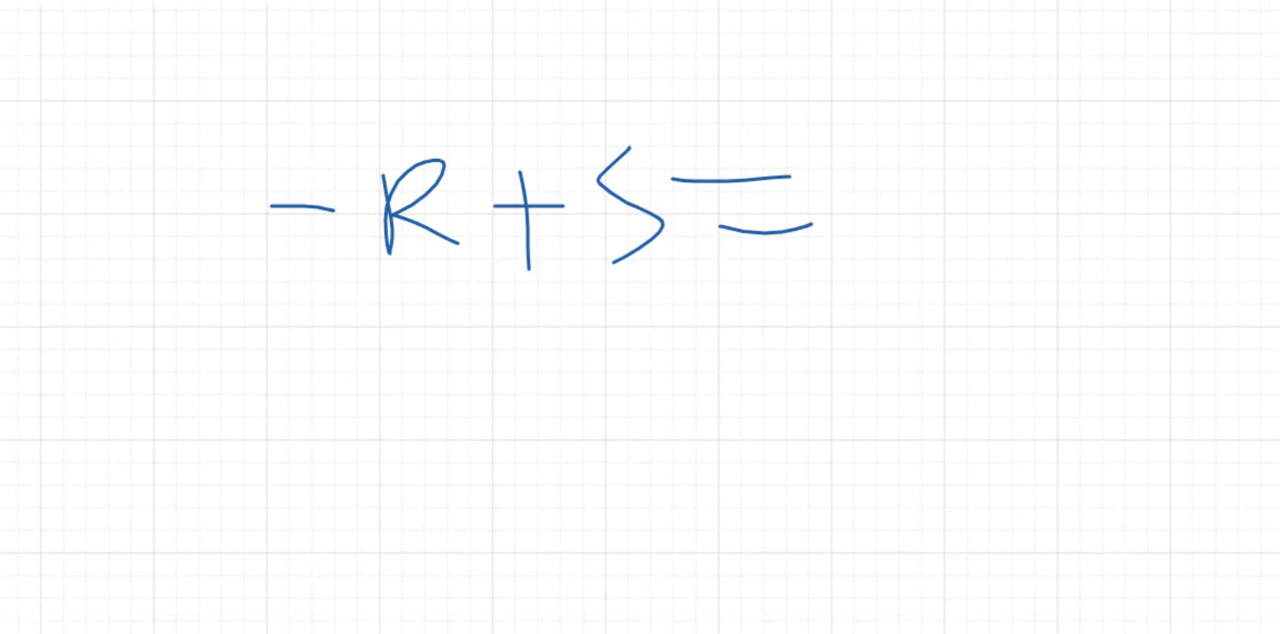 - R + S =